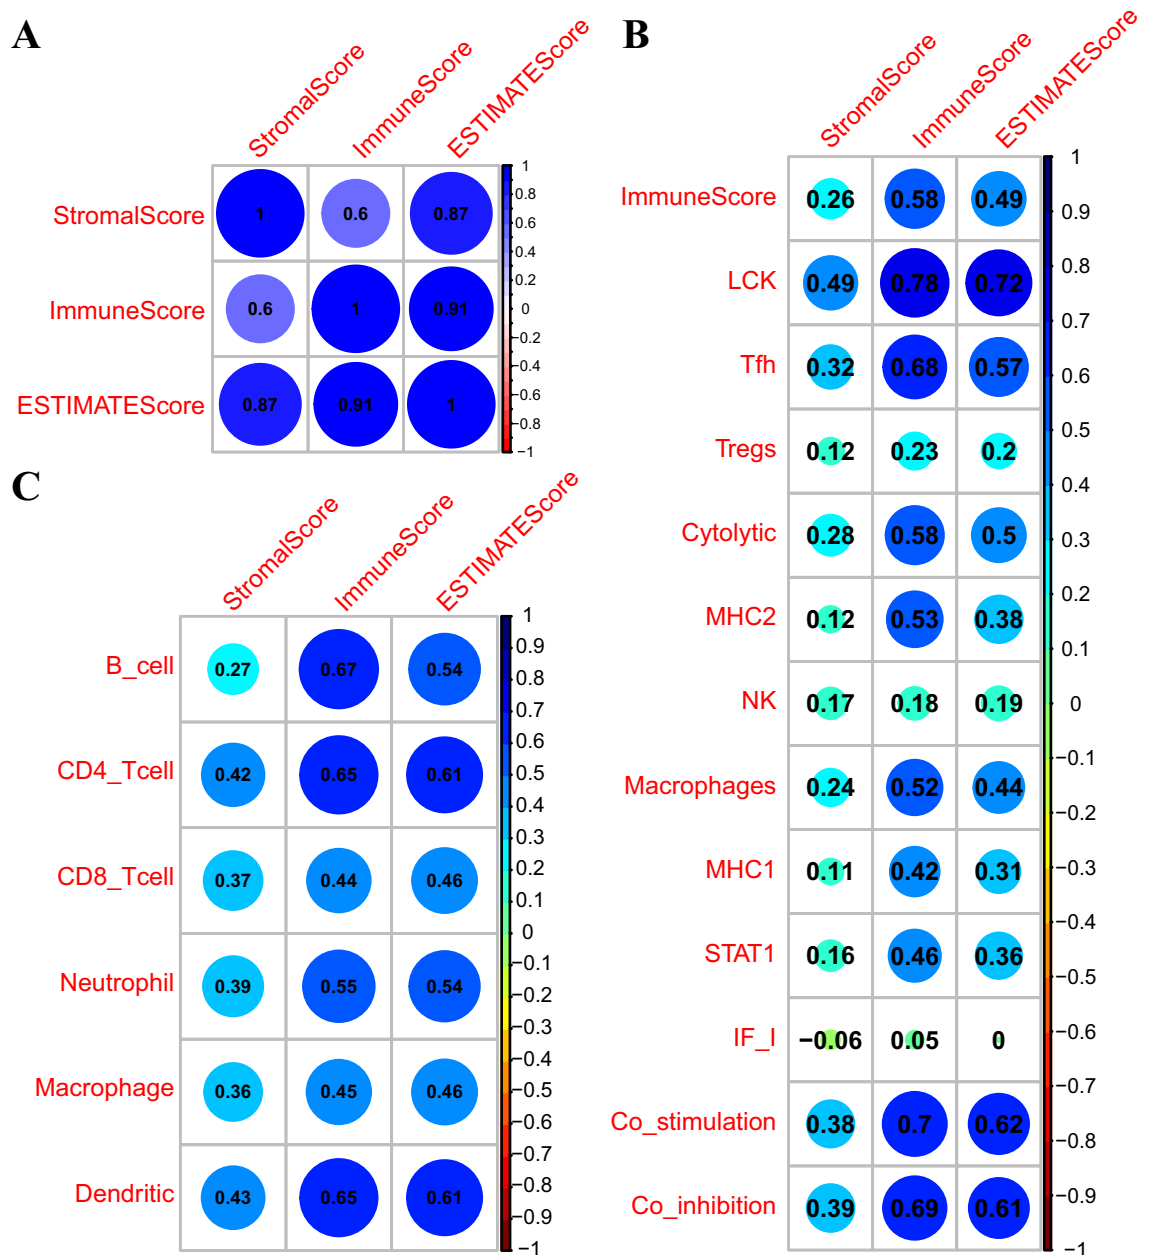 A
StromalScore
ImmuneScore
ESTIMATEScore
StromalScore 1 0.6 0.87
ImmuneScore 0.6 1 0.91
ESTIMATEScore 0.87 0.91 1
1
0.8
0.6
0.4
0.2
0
−0.2
−0.4
−0.6
−0.8
−1
B
StromalScore
ImmuneScore
ESTIMATEScore
ImmuneScore 0.26 0.58 0.49
LCK 0.49 0.78 0.72
Tfh 0.32 0.68 0.57
Tregs 0.12 0.23 0.2
Cytolytic 0.28 0.58 0.5
MHC2 0.12 0.53 0.38
NK 0.17 0.18 0.19
Macrophages 0.24 0.52 0.44
MHC1 0.11 0.42 0.31
STAT1 0.16 0.46 0.36
IF_I −0.06 0.05 0
Co_stimulation 0.38 0.7 0.62
Co_inhibition 0.39 0.69 0.61
1
0.9
0.8
0.7
0.6
0.5
0.4
0.3
0.2
0.1
0
−0.1
−0.2
−0.3
−0.4
−0.5
−0.6
−0.7
−0.8
−0.9
−1
C
StromalScore
ImmuneScore
ESTIMATEScore
B_cell 0.27 0.67 0.54
CD4_Tcell 0.42 0.65 0.61
CD8_Tcell 0.37 0.44 0.46
Neutrophil 0.39 0.55 0.54
Macrophage 0.36 0.45 0.46
Dendritic 0.43 0.65 0.61
1
0.9
0.8
0.7
0.6
0.5
0.4
0.3
0.2
0.1
0
−0.1
−0.2
−0.3
−0.4
−0.5
−0.6
−0.7
−0.8
−0.9
−1